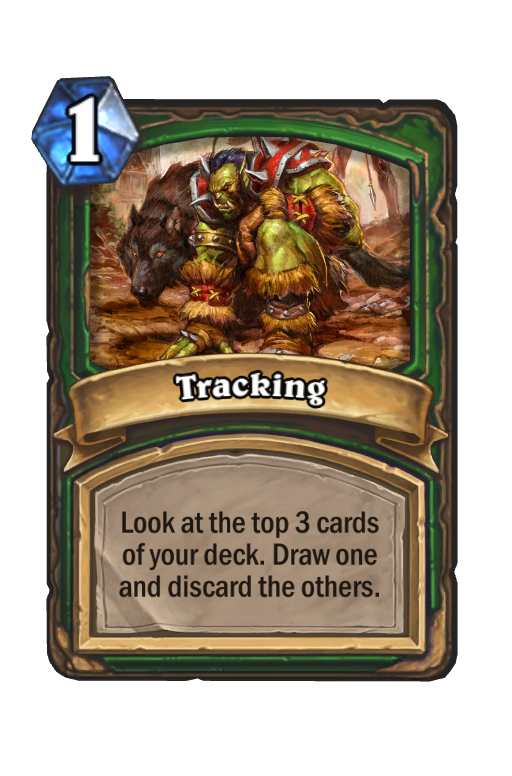 1
Tracking
Look at the top 3 cards
of your deck. Draw one
and discard the others.